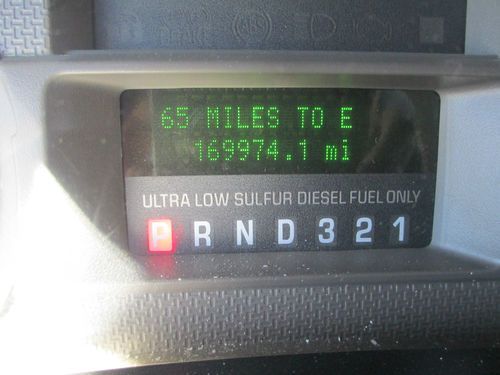 65 MILES TO E
169974.1 mi
ULTRA LOW SULFUR DIESEL FUEL ONLY
P R N D 3 2 1